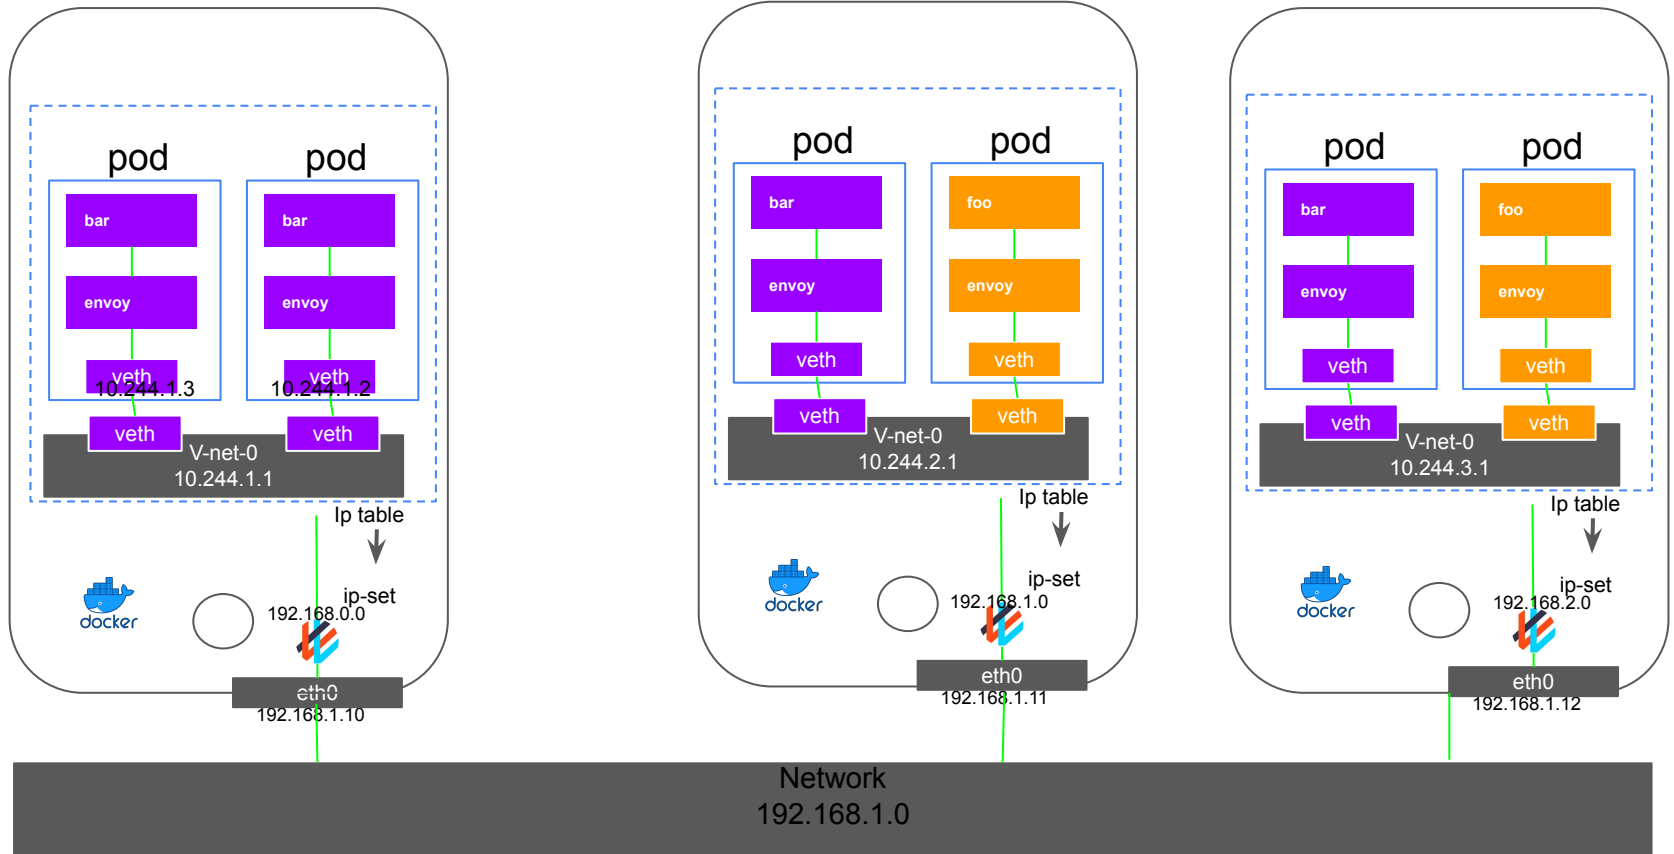 pod
pod
bar
bar
envoy
envoy
veth
veth
10.244.1.3
10.244.1.2
veth
veth
V-net-0
10.244.1.1
Ip table
ip-set
192.168.0.0
docker
eth0
192.168.1.10
pod
pod
bar
foo
envoy
envoy
veth
veth
veth
veth
V-net-0
10.244.2.1
Ip table
ip-set
192.168.1.0
docker
eth0
192.168.1.11
pod
pod
bar
foo
envoy
envoy
veth
veth
veth
veth
V-net-0
10.244.3.1
Ip table
ip-set
192.168.2.0
docker
eth0
192.168.1.12
Network
192.168.1.0